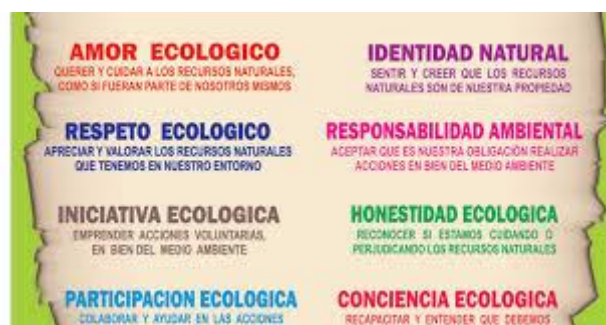 AMOR ECOLOGICO
QUERER Y CUIDAR A LOS RECURSOS NATURALES,
COMO SI FUERAN PARTE DE NOSOTROS MISMOS
IDENTIDAD NATURAL
SENTIR Y CREER QUE LOS RECURSOS
NATURALES SON DE NUESTRA PROPIEDAD
RESPETO ECOLOGICO
APRECIAR Y VALORAR LOS RECURSOS NATURALES
QUE TENEMOS EN NUESTRO ENTORNO
RESPONSABILIDAD AMBIENTAL
ACEPTAR QUE ES NUESTRA OBLIGACIÓN REALIZAR
ACCIONES EN BIEN DEL MEDIO AMBIENTE
INICIATIVA ECOLOGICA
EMPRENDER ACCIONES VOLUNTARIAS,
EN BIEN DEL MEDIO AMBIENTE
HONESTIDAD ECOLOGICA
RECONOCER SI ESTAMOS CUIDANDO O
PERJUDICANDO LOS RECURSOS NATURALES
PARTICIPACION ECOLOGICA
COLABORAR Y AYUDAR EN LAS ACCIONES
CONCIENCIA ECOLOGICA
RECAPACITAR Y ENTENDER QUE DEBEMOS